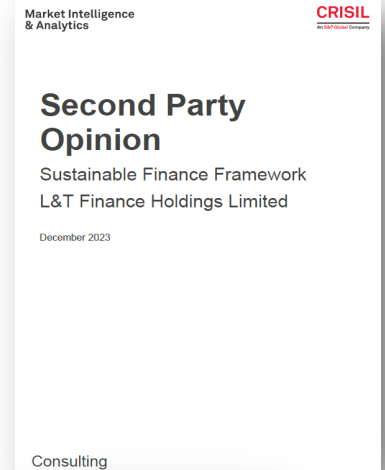 Market Intelligence
& Analytics
CRISIL
An S&P Global Company
Second Party
Opinion
Sustainable Finance Framework
L&T Finance Holdings Limited
December 2023
Consulting